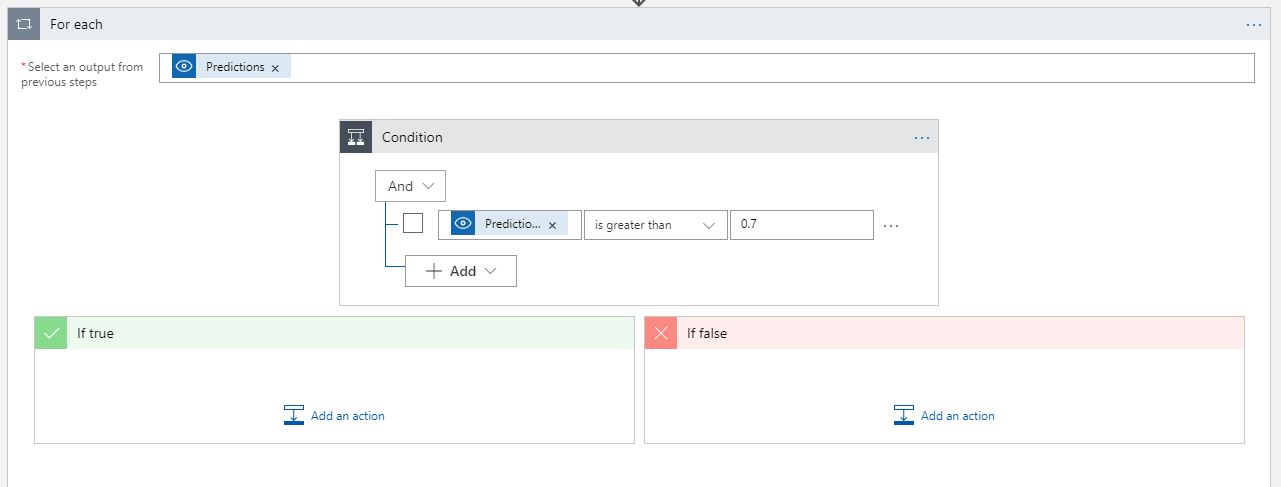 For each
*Select an output from
previous steps
Predictions ×
Condition
And
Predictio... × is greater than 0.7
+ Add
If true
If false
Add an action
Add an action